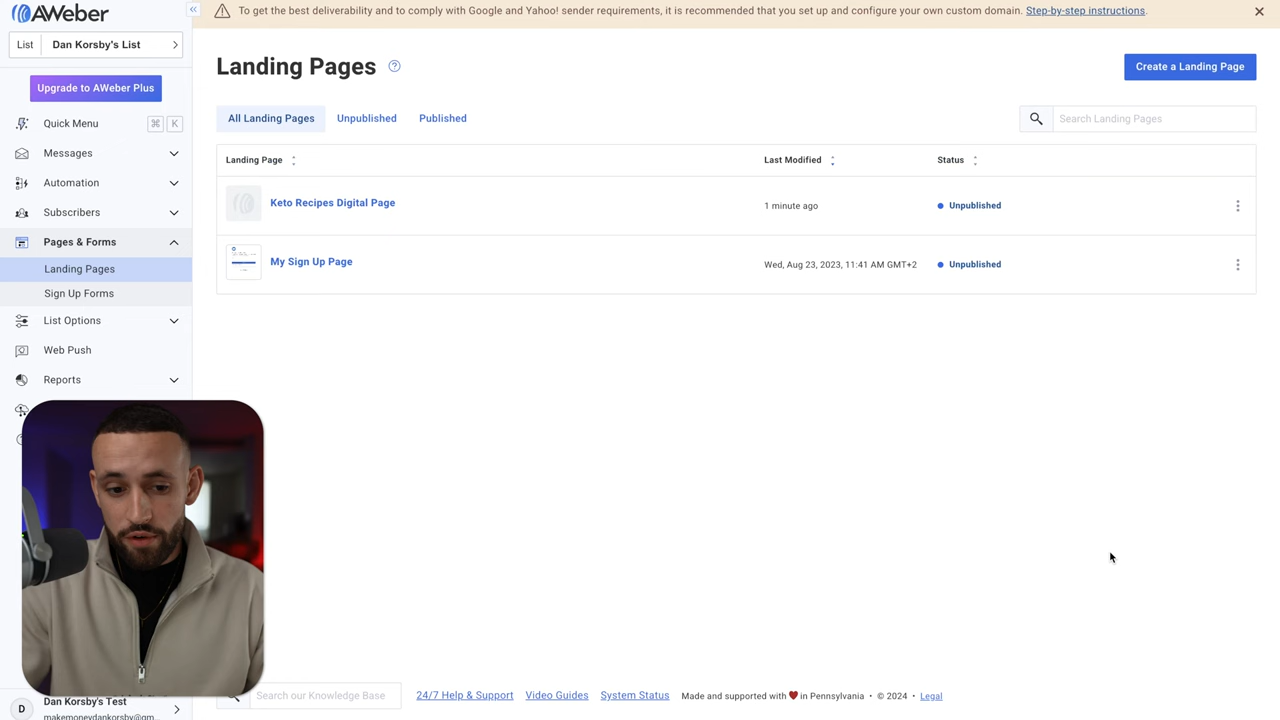 To get the best deliverability and to comply with Google and Yahoo! sender requirements, it is recommended that you set up and configure your own custom domain. Step-by-step instructions.
AWeber
List Dan Korsby's List
Upgrade to AWeber Plus
Quick Menu ⌘ K
Messages
Automation
Subscribers
Pages & Forms
Landing Pages
Sign Up Forms
List Options
Web Push
Reports
Dan Korsby's Test
D
makemoneydankorsby@gm...
Landing Pages
Create a Landing Page
All Landing Pages Unpublished Published
Search Landing Pages
Landing Page Last Modified Status
Keto Recipes Digital Page 1 minute ago Unpublished
My Sign Up Page Wed, Aug 23, 2023, 11:41 AM GMT+2 Unpublished
Search our Knowledge Base 24/7 Help & Support Video Guides System Status Made and supported with ❤ in Pennsylvania • © 2024 • Legal